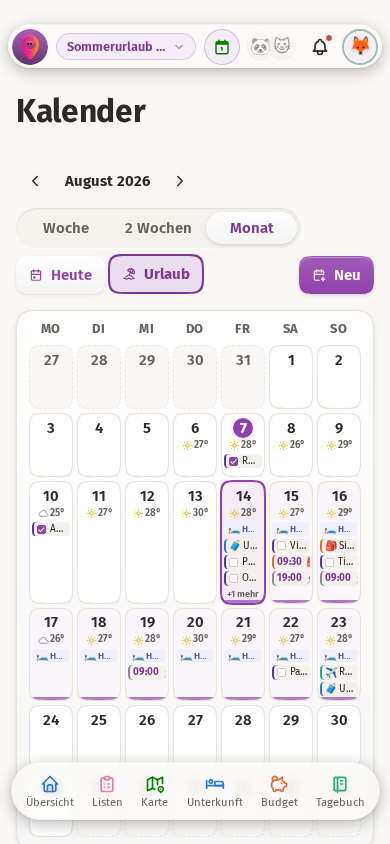 Sommerurlaub ...
Kalender
August 2026
Woche 2 Wochen Monat
Heute Urlaub Neu
MO DI MI DO FR SA SO
27 28 29 30 31 1 2
3 4 5 6 7 8 9
27° 28° 26° 29°
R...
10 11 12 13 14 15 16
25° 27° 28° 30° 28° 27° 29°
H... H... H...
A... U... Vi... Si...
P... 09:30 Ti...
O... 19:00 09:00
+1 mehr
17 18 19 20 21 22 23
26° 27° 28° 30° 29° 27° 28°
H... H... H... H... H... H... H...
09:00 Pa... R...
U...
24 25 26 27 28 29 30
Übersicht Listen Karte Unterkunft Budget Tagebuch